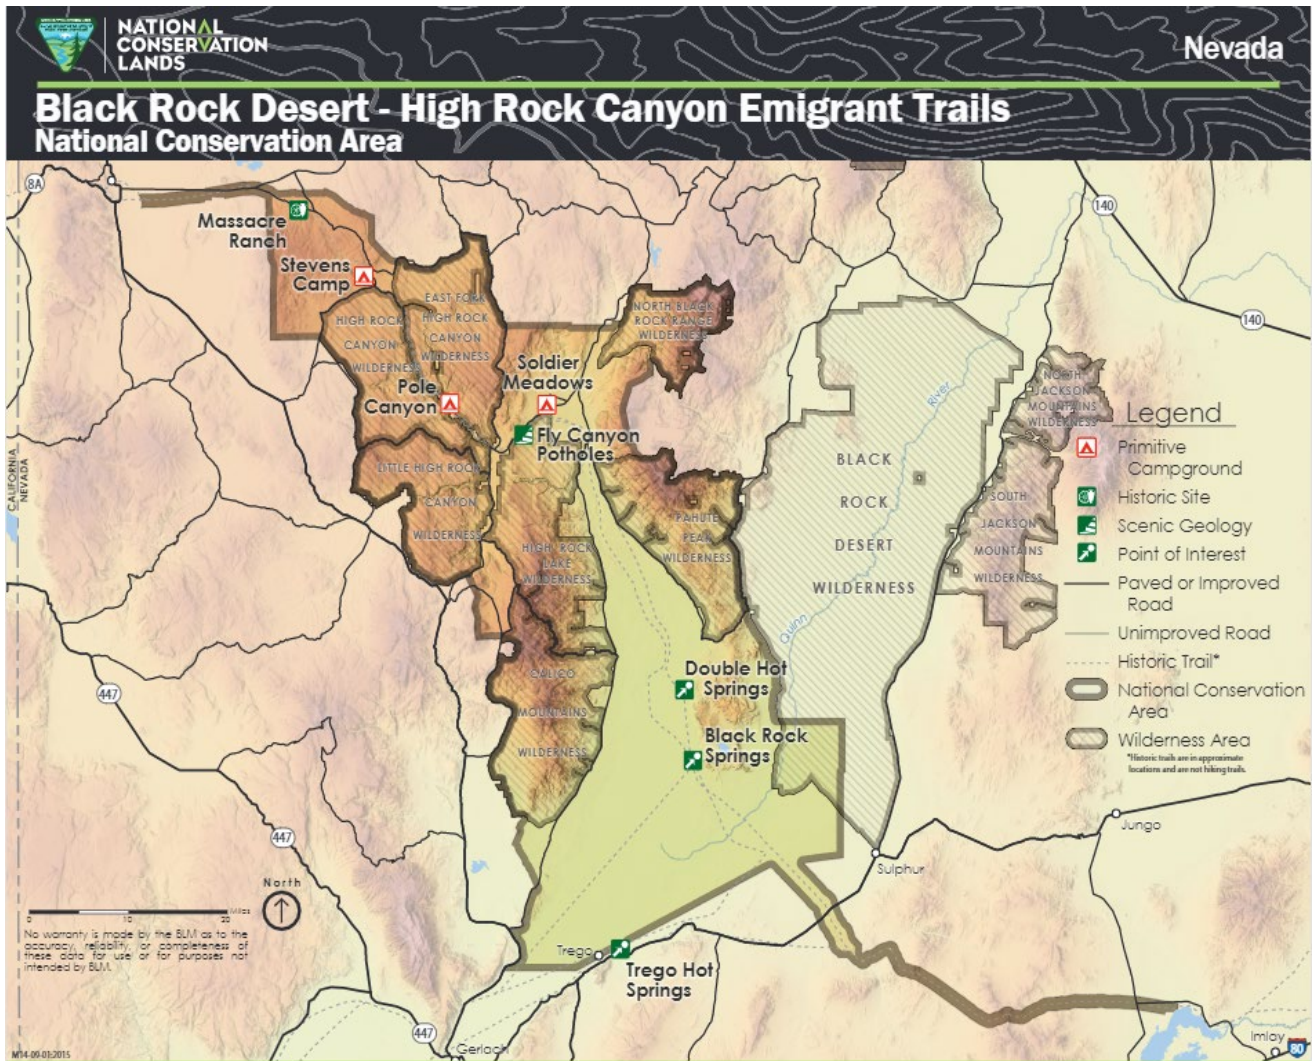 NATIONAL
CONSERVATION
LANDS
Nevada
Black Rock Desert - High Rock Canyon Emigrant Trails
National Conservation Area
8A
140
140
Massacre
Ranch
Stevens
Camp
EAST FORK
HIGH ROCK
CANYON
WILDERNESS
HIGH ROCK
CANYON
WILDERNESS
NORTH BLACK
ROCK RANGE
WILDERNESS
Soldier
Meadows
Pole
Canyon
Fly Canyon
Potholes
NORTH
JACKSON
MOUNTAINS
WILDERNESS
River
BLACK
ROCK
DESERT
WILDERNESS
Quinn
CALIFORNIA
NEVADA
LITTLE HIGH ROCK
CANYON
WILDERNESS
PAHUTE
PEAK
WILDERNESS
SOUTH
JACKSON
MOUNTAINS
WILDERNESS
HIGH ROCK
LAKE
WILDERNESS
CALICO
MOUNTAINS
WILDERNESS
Double Hot
Springs
Black Rock
Springs
447
447
447
Legend
Primitive
Campground
Historic Site
Scenic Geology
Point of Interest
Paved or Improved
Road
Unimproved Road
Historic Trail*
National Conservation
Area
Wilderness Area
*Historic trails are in approximate
locations and are not hiking trails.
Jungo
Sulphur
North
Miles
0 10 20
No warranty is made by the BLM as to the
accuracy, reliability, or completeness of
these data for use or for purposes not
intended by BLM.
Trego
Trego Hot
Springs
Gerlach
Imlay
80
M14-09-01:2015